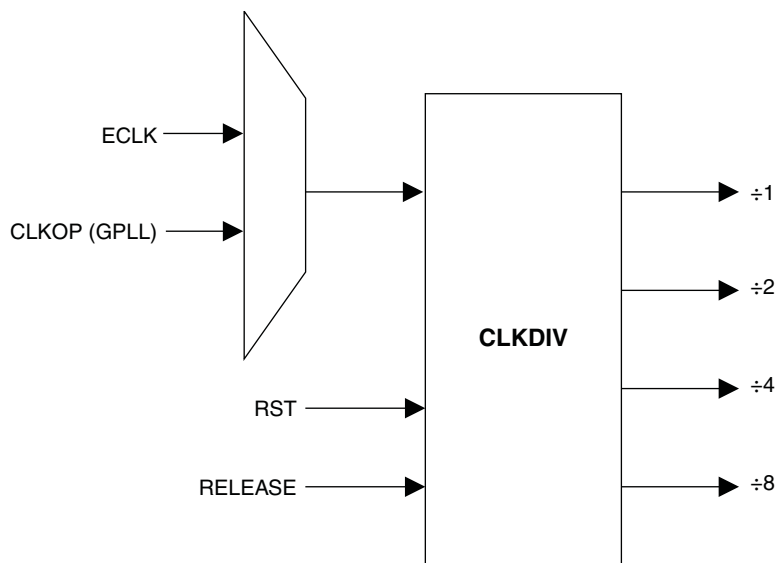 ECLK
÷1
CLKOP (GPLL)
÷2
CLKDIV
÷4
RST
RELEASE
÷8